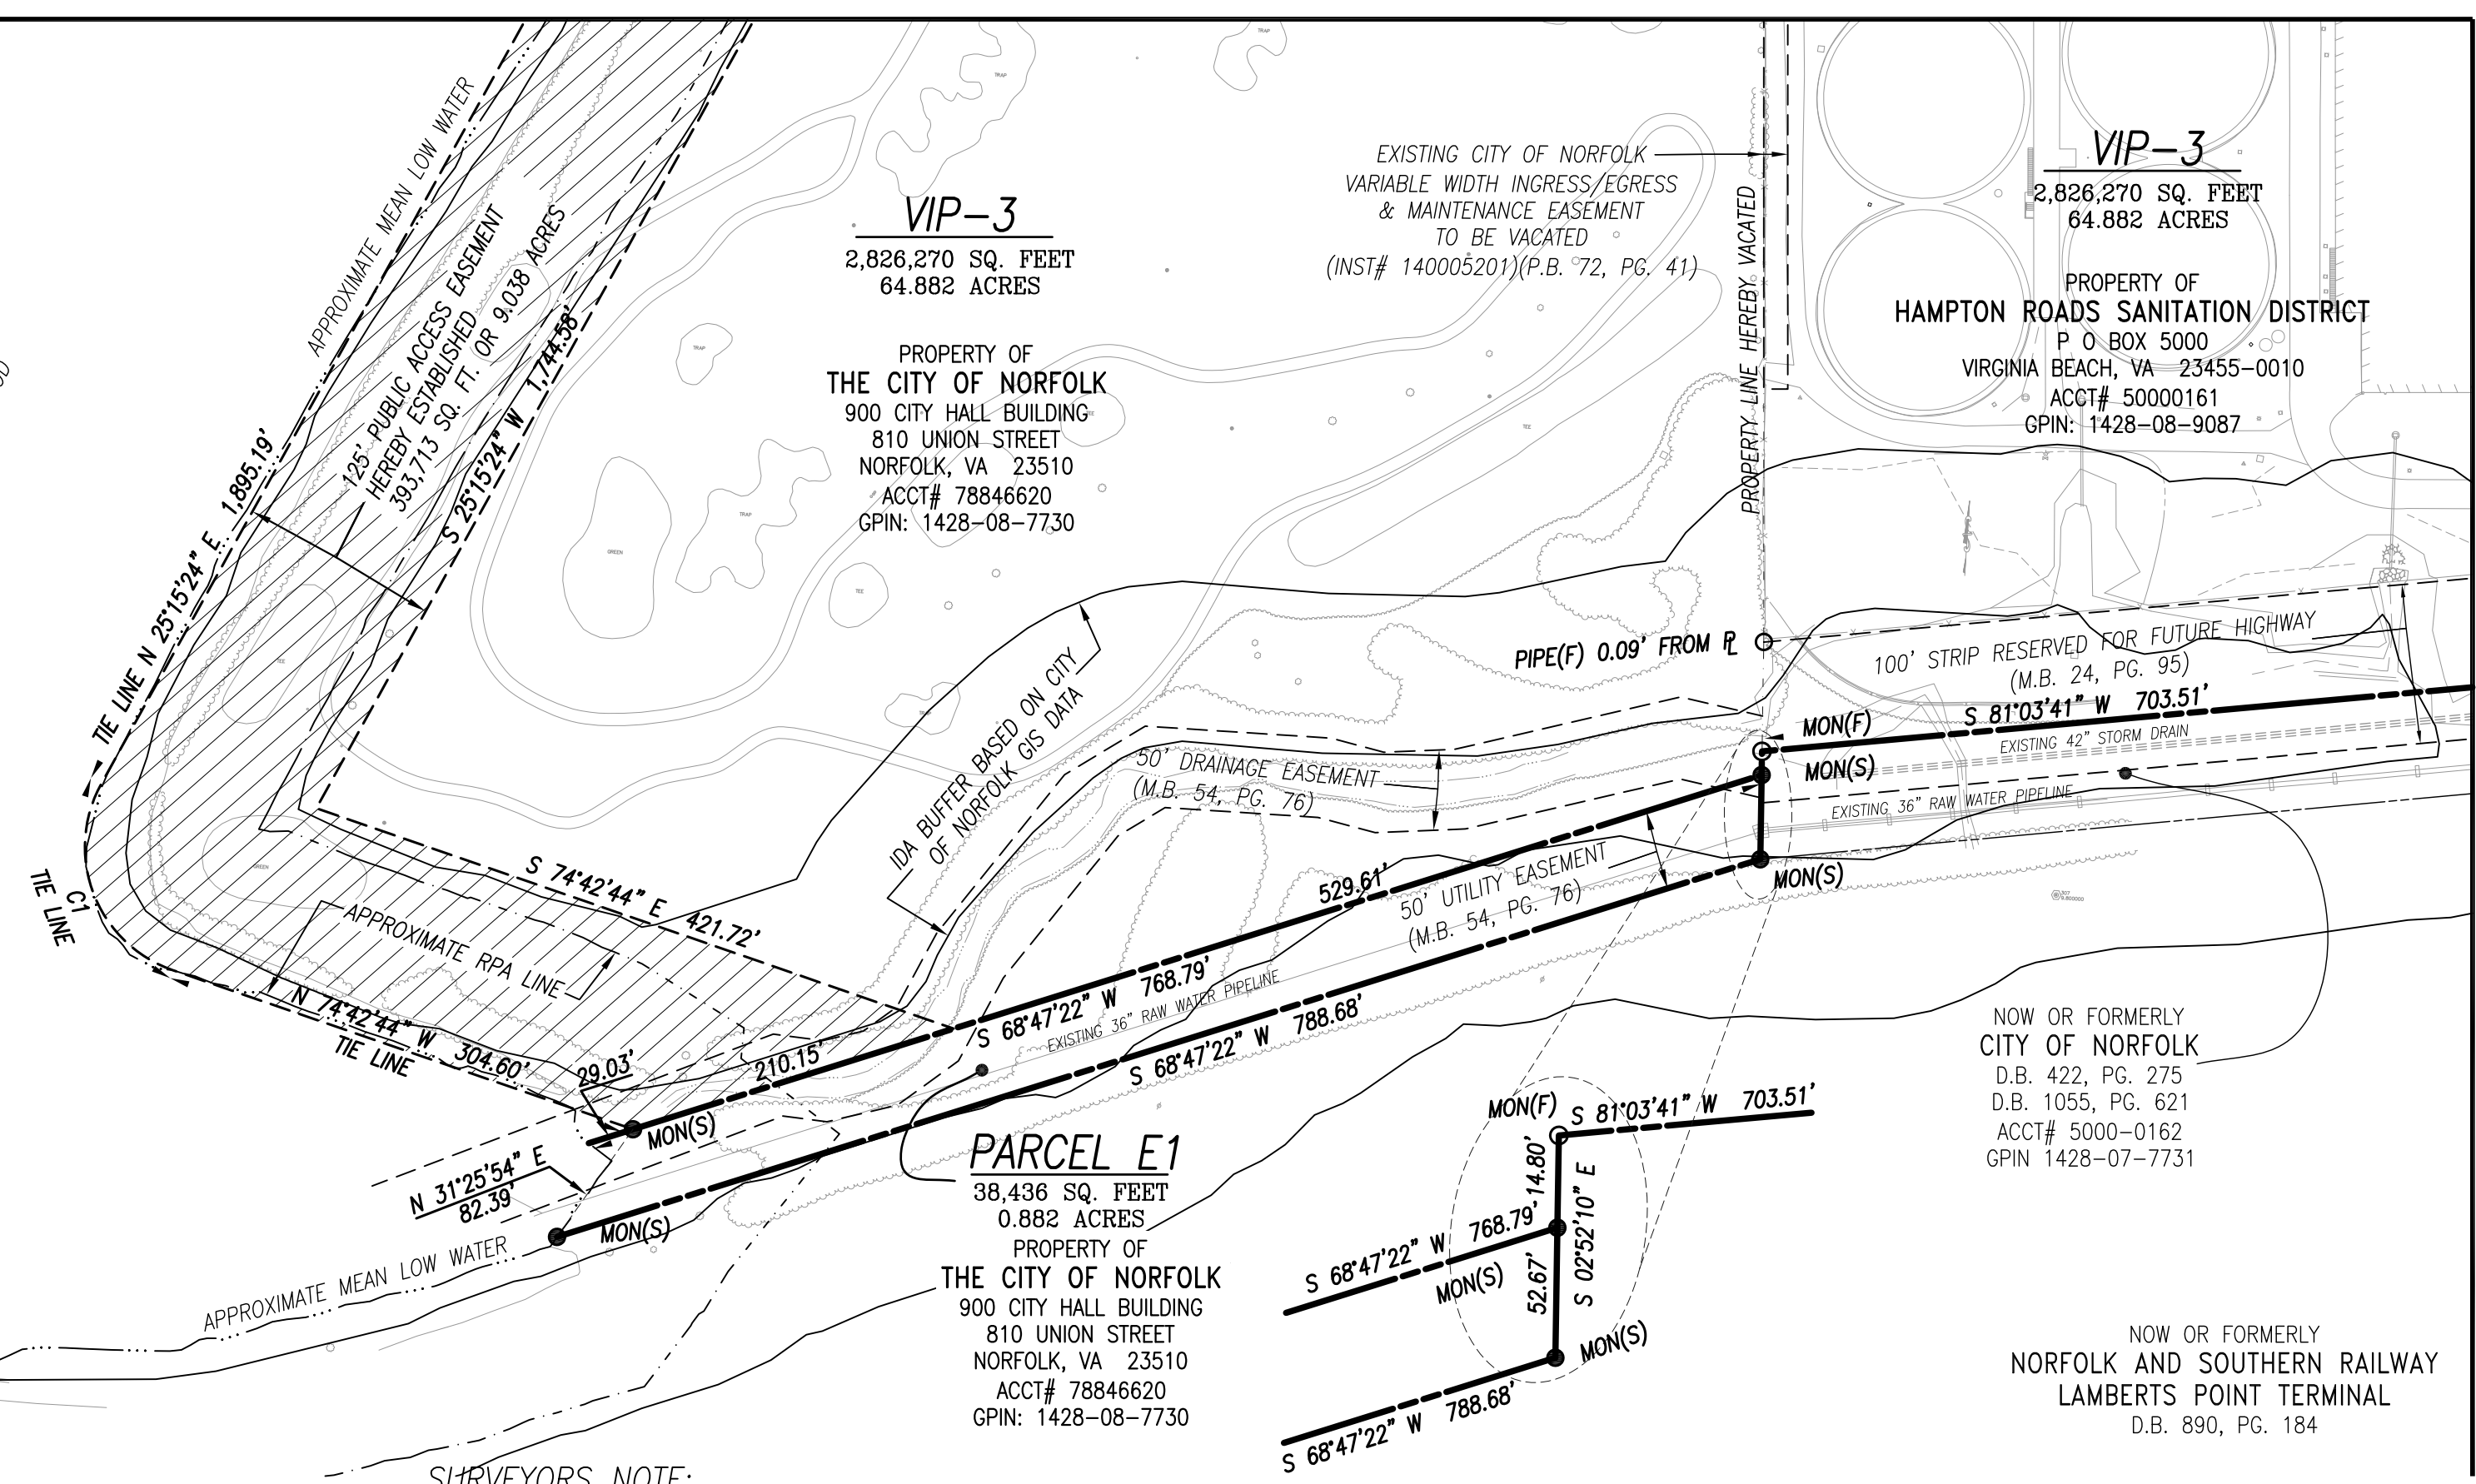 APPROXIMATE MEAN LOW WATER
125' PUBLIC ACCESS EASEMENT
HEREBY ESTABLISHED
393,713 SQ. FT. OR 9.038 ACRES
TIE LINE N 25°15'24" E 1,895.19'
S 25°15'24" W 1,744.58'
VIP-3
2,826,270 SQ. FEET
64.882 ACRES
PROPERTY OF
THE CITY OF NORFOLK
900 CITY HALL BUILDING
810 UNION STREET
NORFOLK, VA 23510
ACCT# 78846620
GPIN: 1428-08-7730
TRAP
TRAP
TRAP
TRAP
TRAP
GREEN
TEE
TEE
TEE
TEE
GREEN
EXISTING CITY OF NORFOLK
VARIABLE WIDTH INGRESS/EGRESS
& MAINTENANCE EASEMENT
TO BE VACATED
(INST# 140005201)(P.B. 72, PG. 41)
PROPERTY LINE HEREBY VACATED
VIP-3
2,826,270 SQ. FEET
64.882 ACRES
PROPERTY OF
HAMPTON ROADS SANITATION DISTRICT
P O BOX 5000
VIRGINIA BEACH, VA 23455-0010
ACCT# 50000161
GPIN: 1428-08-9087
PIPE(F) 0.09' FROM PL
100' STRIP RESERVED FOR FUTURE HIGHWAY
(M.B. 24, PG. 95)
MON(F)
S 81°03'41" W 703.51'
EXISTING 42" STORM DRAIN
MON(S)
EXISTING 36" RAW WATER PIPELINE
MON(S)
IDA BUFFER BASED ON CITY
OF NORFOLK GIS DATA
50' DRAINAGE EASEMENT
(M.B. 54, PG. 76)
C1
TIE LINE
S 74°42'44" E 421.72'
APPROXIMATE RPA LINE
N 74°42'44" W 304.60'
TIE LINE
29.03'
210.15'
529.61'
50' UTILITY EASEMENT
(M.B. 54, PG. 76)
S 68°47'22" W 768.79'
EXISTING 36" RAW WATER PIPELINE
S 68°47'22" W 788.68'
MON(S)
N 31°25'54" E
82.39'
MON(S)
APPROXIMATE MEAN LOW WATER
PARCEL E1
38,436 SQ. FEET
0.882 ACRES
PROPERTY OF
THE CITY OF NORFOLK
900 CITY HALL BUILDING
810 UNION STREET
NORFOLK, VA 23510
ACCT# 78846620
GPIN: 1428-08-7730
MON(F)
S 81°03'41" W 703.51'
14.80'
S 02°52'10" E
52.67'
S 68°47'22" W 768.79'
MON(S)
MON(S)
S 68°47'22" W 788.68'
NOW OR FORMERLY
CITY OF NORFOLK
D.B. 422, PG. 275
D.B. 1055, PG. 621
ACCT# 5000-0162
GPIN 1428-07-7731
NOW OR FORMERLY
NORFOLK AND SOUTHERN RAILWAY
LAMBERTS POINT TERMINAL
D.B. 890, PG. 184
SURVEYORS NOTE: